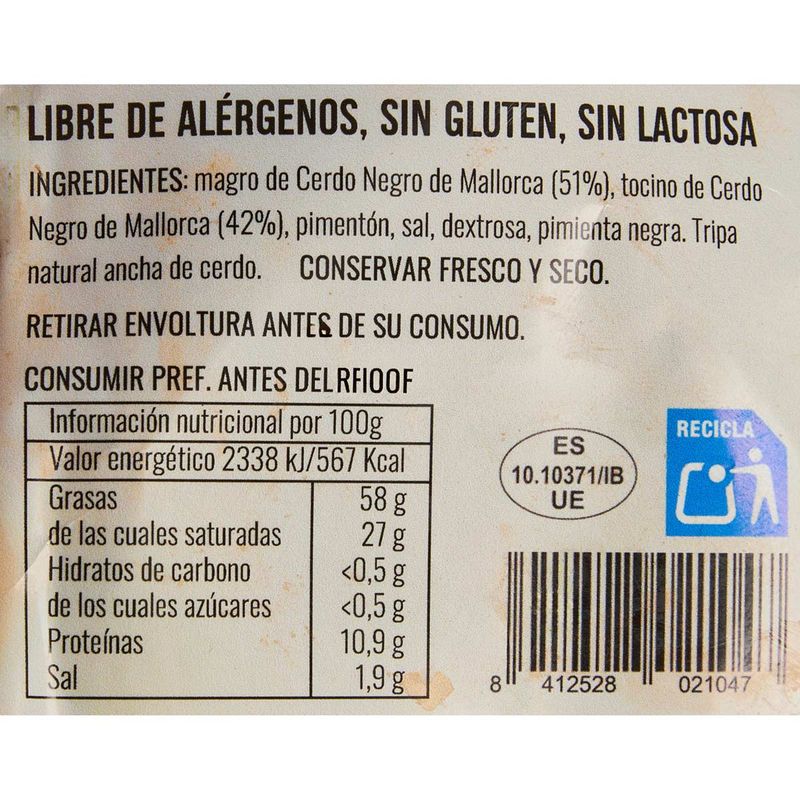 LIBRE DE ALÉRGENOS, SIN GLUTEN, SIN LACTOSA
INGREDIENTES: magro de Cerdo Negro de Mallorca (51%), tocino de Cerdo
Negro de Mallorca (42%), pimentón, sal, dextrosa, pimienta negra. Tripa
natural ancha de cerdo. CONSERVAR FRESCO Y SECO.
RETIRAR ENVOLTURA ANTES DE SU CONSUMO.
CONSUMIR PREF. ANTES DEL
Información nutricional por 100g
Valor energético 2338 kJ/567 Kcal
Grasas 58 g
de las cuales saturadas 27 g
Hidratos de carbono <0,5 g
de los cuales azúcares <0,5 g
Proteínas 10,9 g
Sal 1,9 g
ES
10.10371/IB
UE
RECICLA
8 412528 021047